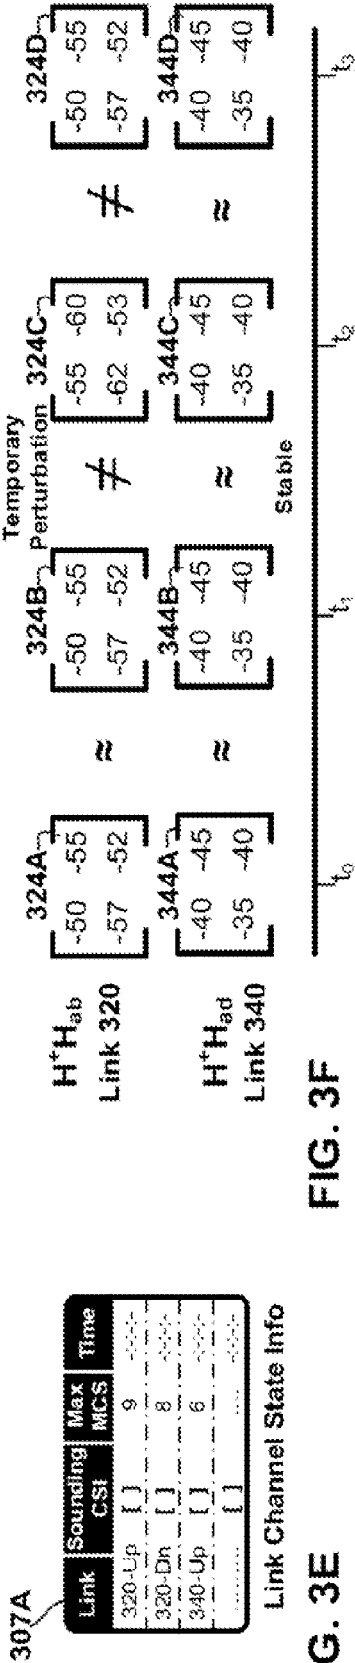 307A
Link Sounding CSI Max MCS Time
320-Up [ ] 9 -:-:-:-
320-Dn [ ] 8 -:-:-:-
340-Up [ ] 6 -:-:-:-
........ [ ] .... -:-:-:-
Link Channel State Info
G. 3E
H⁺Hab
Link 320
324A
-50 -55
-57 -52
≈
324B
-50 -55
-57 -52
Temporary
Perturbation
≠
324C
-55 -60
-62 -53
≠
324D
-50 -55
-57 -52
H⁺Had
Link 340
344A
-40 -45
-35 -40
≈
344B
-40 -45
-35 -40
≈
Stable
344C
-40 -45
-35 -40
≈
344D
-40 -45
-35 -40
t0 t1 t2 t3
FIG. 3F